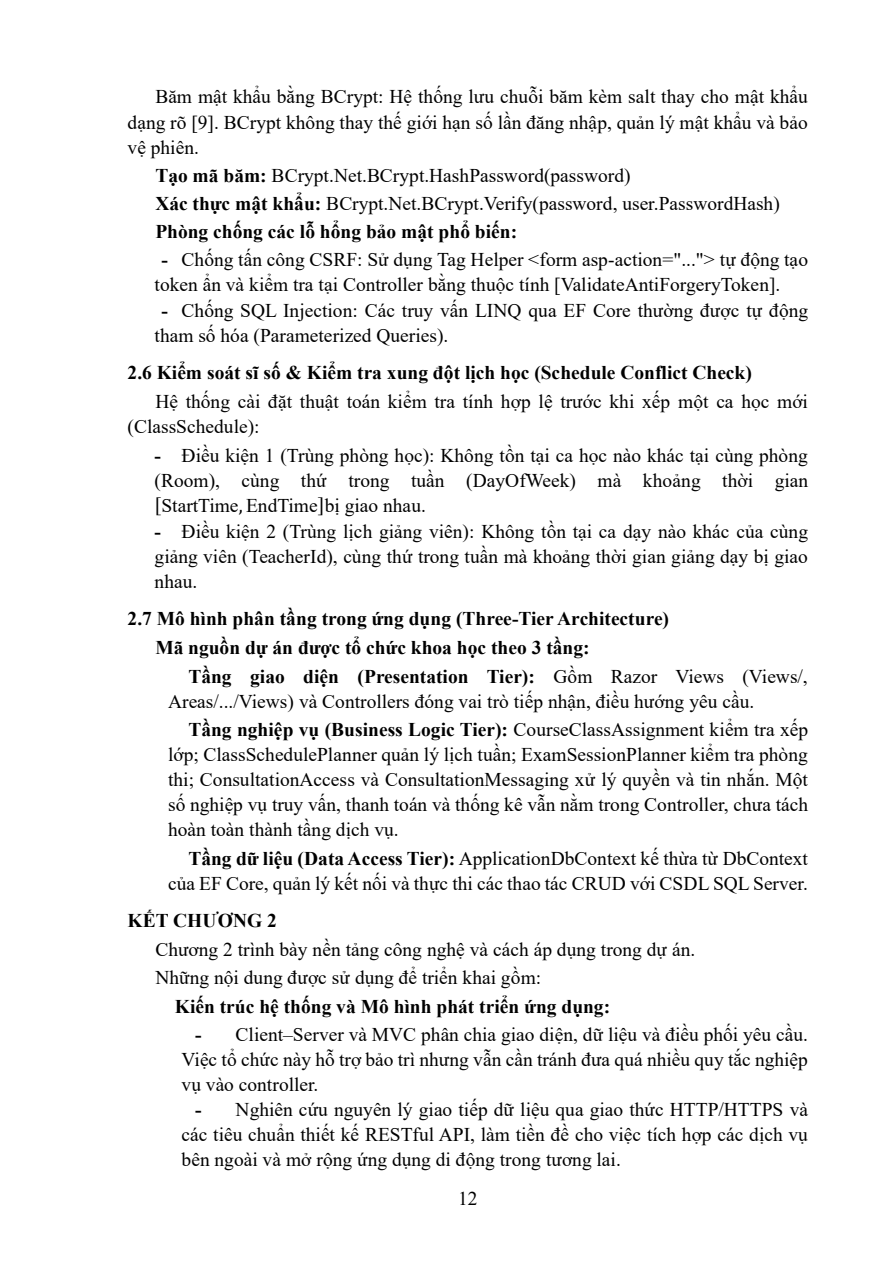 Băm mật khẩu bằng BCrypt: Hệ thống lưu chuỗi băm kèm salt thay cho mật khẩu
dạng rõ [9]. BCrypt không thay thế giới hạn số lần đăng nhập, quản lý mật khẩu và bảo
vệ phiên.
Tạo mã băm: BCrypt.Net.BCrypt.HashPassword(password)
Xác thực mật khẩu: BCrypt.Net.BCrypt.Verify(password, user.PasswordHash)
Phòng chống các lỗ hổng bảo mật phổ biến:
- Chống tấn công CSRF: Sử dụng Tag Helper <form asp-action="..."> tự động tạo
token ẩn và kiểm tra tại Controller bằng thuộc tính [ValidateAntiForgeryToken].
- Chống SQL Injection: Các truy vấn LINQ qua EF Core thường được tự động
tham số hóa (Parameterized Queries).
2.6 Kiểm soát sĩ số & Kiểm tra xung đột lịch học (Schedule Conflict Check)
Hệ thống cài đặt thuật toán kiểm tra tính hợp lệ trước khi xếp một ca học mới
(ClassSchedule):
- Điều kiện 1 (Trùng phòng học): Không tồn tại ca học nào khác tại cùng phòng
(Room), cùng thứ trong tuần (DayOfWeek) mà khoảng thời gian
[StartTime, EndTime]bị giao nhau.
- Điều kiện 2 (Trùng lịch giảng viên): Không tồn tại ca dạy nào khác của cùng
giảng viên (TeacherId), cùng thứ trong tuần mà khoảng thời gian giảng dạy bị giao
nhau.
2.7 Mô hình phân tầng trong ứng dụng (Three-Tier Architecture)
Mã nguồn dự án được tổ chức khoa học theo 3 tầng:
Tầng giao diện (Presentation Tier): Gồm Razor Views (Views/,
Areas/.../Views) và Controllers đóng vai trò tiếp nhận, điều hướng yêu cầu.
Tầng nghiệp vụ (Business Logic Tier): CourseClassAssignment kiểm tra xếp
lớp; ClassSchedulePlanner quản lý lịch tuần; ExamSessionPlanner kiểm tra phòng
thi; ConsultationAccess và ConsultationMessaging xử lý quyền và tin nhắn. Một
số nghiệp vụ truy vấn, thanh toán và thống kê vẫn nằm trong Controller, chưa tách
hoàn toàn thành tầng dịch vụ.
Tầng dữ liệu (Data Access Tier): ApplicationDbContext kế thừa từ DbContext
của EF Core, quản lý kết nối và thực thi các thao tác CRUD với CSDL SQL Server.
KẾT CHƯƠNG 2
Chương 2 trình bày nền tảng công nghệ và cách áp dụng trong dự án.
Những nội dung được sử dụng để triển khai gồm:
Kiến trúc hệ thống và Mô hình phát triển ứng dụng:
- Client–Server và MVC phân chia giao diện, dữ liệu và điều phối yêu cầu.
Việc tổ chức này hỗ trợ bảo trì nhưng vẫn cần tránh đưa quá nhiều quy tắc nghiệp
vụ vào controller.
- Nghiên cứu nguyên lý giao tiếp dữ liệu qua giao thức HTTP/HTTPS và
các tiêu chuẩn thiết kế RESTful API, làm tiền đề cho việc tích hợp các dịch vụ
bên ngoài và mở rộng ứng dụng di động trong tương lai.
12